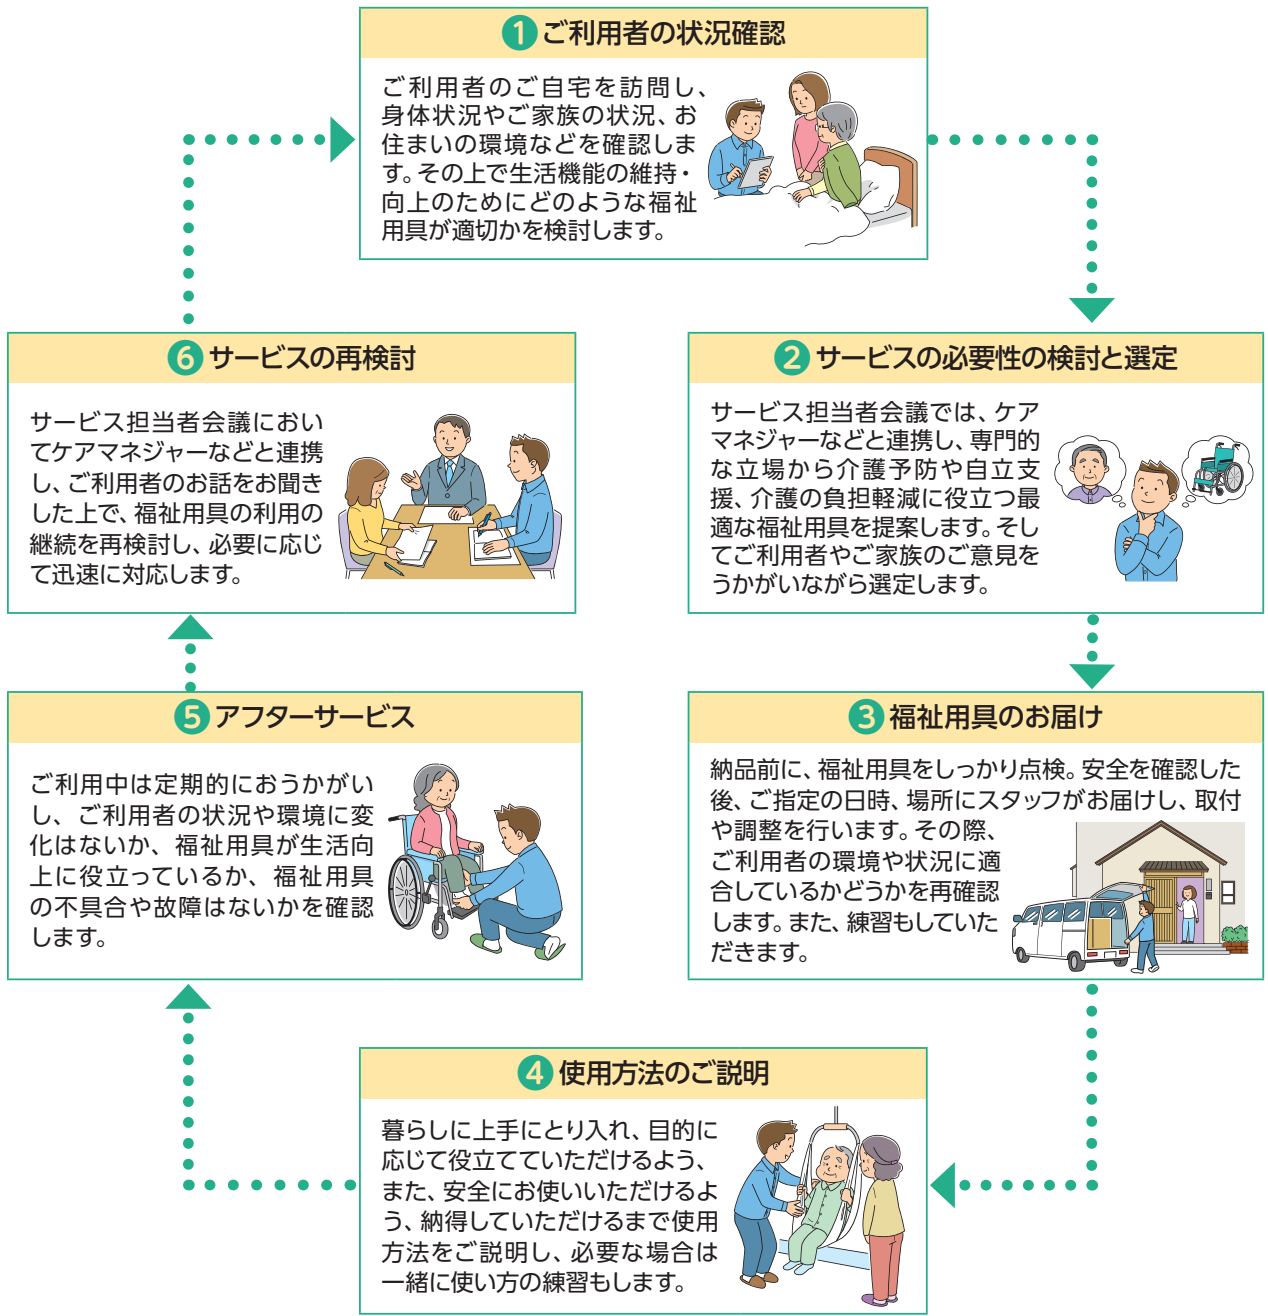 ❶ご利用者の状況確認
ご利用者のご自宅を訪問し、
身体状況やご家族の状況、お
住まいの環境などを確認しま
す。その上で生活機能の維持・
向上のためにどのような福祉
用具が適切かを検討します。
❷サービスの必要性の検討と選定
サービス担当者会議では、ケア
マネジャーなどと連携し、専門的
な立場から介護予防や自立支
援、介護の負担軽減に役立つ最
適な福祉用具を提案します。そし
てご利用者やご家族のご意見を
うかがいながら選定します。
❸福祉用具のお届け
納品前に、福祉用具をしっかり点検。安全を確認した
後、ご指定の日時、場所にスタッフがお届けし、取付
や調整を行います。その際、
ご利用者の環境や状況に適
合しているかどうかを再確認
します。また、練習もしていた
だきます。
❹使用方法のご説明
暮らしに上手にとり入れ、目的に
応じて役立てていただけるよう、
また、安全にお使いいただけるよ
う、納得していただけるまで使用
方法をご説明し、必要な場合は
一緒に使い方の練習もします。
❺アフターサービス
ご利用中は定期的におうかがい
し、ご利用者の状況や環境に変
化はないか、福祉用具が生活向
上に役立っているか、福祉用具
の不具合や故障はないかを確認
します。
❻サービスの再検討
サービス担当者会議におい
てケアマネジャーなどと連携
し、ご利用者のお話をお聞き
した上で、福祉用具の利用の
継続を再検討し、必要に応じ
て迅速に対応します。